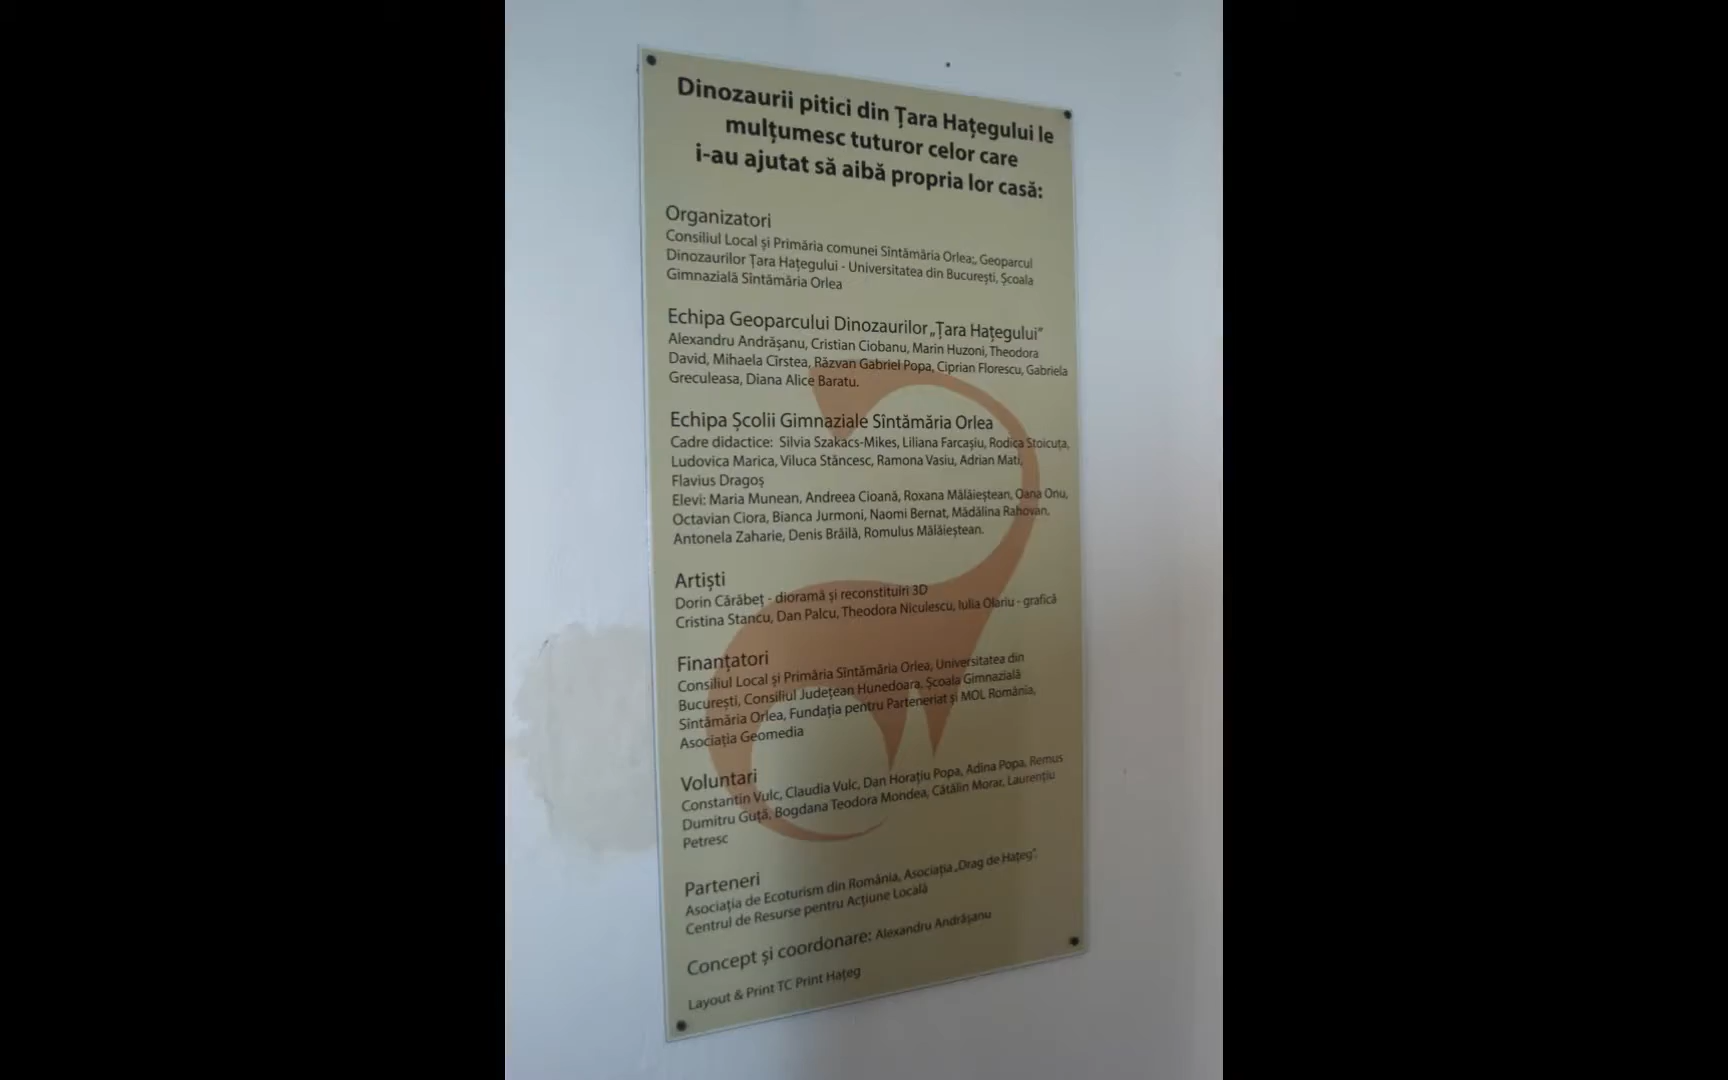 Dinozaurii pitici din Țara Hațegului le
mulțumesc tuturor celor care
i-au ajutat să aibă propria lor casă:
Organizatori
Consiliul Local și Primăria comunei Sîntămăria Orlea;, Geoparcul
Dinozaurilor Țara Hațegului - Universitatea din București, Școala
Gimnazială Sîntămăria Orlea
Echipa Geoparcului Dinozaurilor „Țara Hațegului”
Alexandru Andrășanu, Cristian Ciobanu, Marin Huzoni, Theodora
David, Mihaela Cîrstea, Răzvan Gabriel Popa, Ciprian Florescu, Gabriela
Greculeasa, Diana Alice Baratu.
Echipa Școlii Gimnaziale Sîntămăria Orlea
Cadre didactice: Silvia Szakacs-Mikes, Liliana Farcașiu, Rodica Stoicuța,
Ludovica Marica, Viluca Stăncesc, Ramona Vasiu, Adrian Mati,
Flavius Dragoș
Elevi: Maria Munean, Andreea Cioană, Roxana Mălăieștean, Oana Onu,
Octavian Ciora, Bianca Jurmoni, Naomi Bernat, Mădălina Rahovan,
Antonela Zaharie, Denis Brăilă, Romulus Mălăieștean.
Artiști
Dorin Cărăbeț - dioramă și reconstituiri 3D
Cristina Stancu, Dan Palcu, Theodora Niculescu, Iulia Olariu - grafică
Finanțatori
Consiliul Local și Primăria Sîntămăria Orlea, Universitatea din
București, Consiliul Județean Hunedoara, Școala Gimnazială
Sîntămăria Orlea, Fundația pentru Parteneriat și MOL România,
Asociația Geomedia
Voluntari
Constantin Vulc, Claudia Vulc, Dan Horațiu Popa, Adina Popa, Remus
Dumitru Guță, Bogdana Teodora Mondea, Cătălin Morar, Laurențiu
Petresc
Parteneri
Asociația de Ecoturism din România, Asociația „Drag de Hațeg”,
Centrul de Resurse pentru Acțiune Locală
Concept și coordonare: Alexandru Andrășanu
Layout & Print TC Print Hațeg